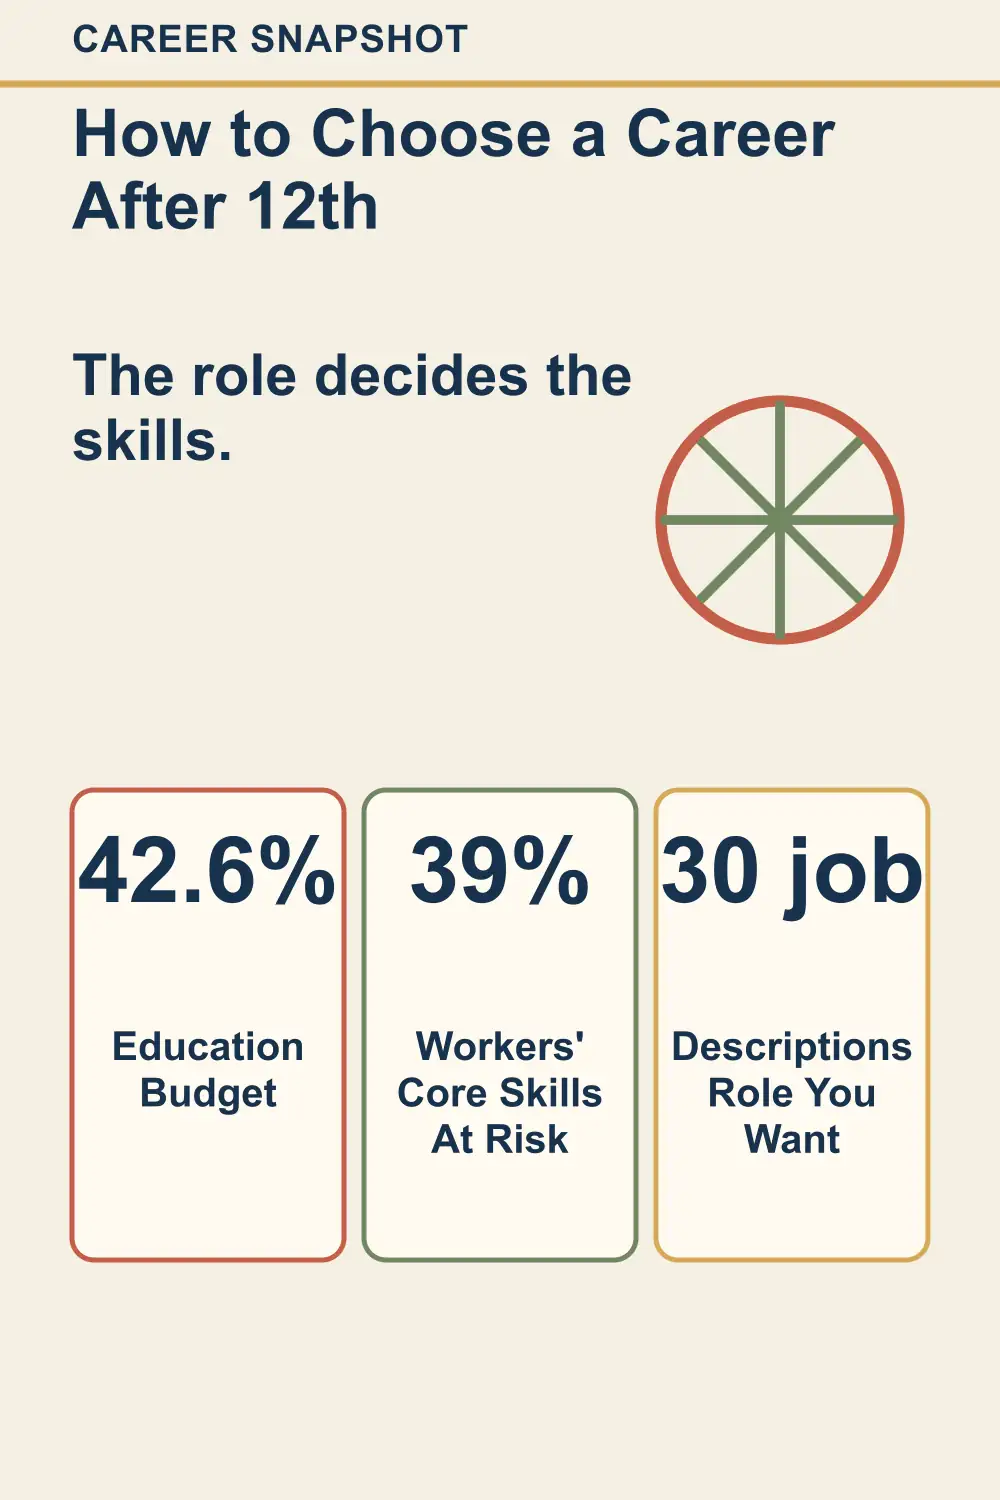 CAREER SNAPSHOT
How to Choose a Career
After 12th
The role decides the
skills.
42.6%
Education
Budget
39%
Workers'
Core Skills
At Risk
30 job
Descriptions
Role You
Want